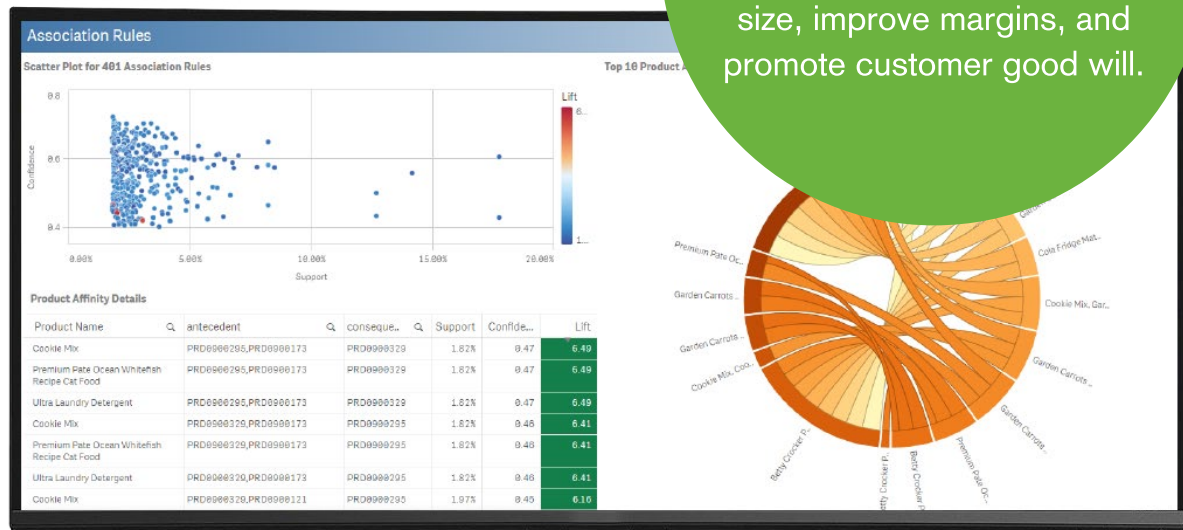 size, improve margins, and
promote customer good will.
Association Rules
Scatter Plot for 401 Association Rules
Top 10 Product A
Lift
0.8
0.6
0.4
Confidence
6...
1...
0.00%
5.00%
10.00%
15.00%
20.00%
Support
Product Affinity Details
Product Name antecedent conseque.. Support Confide... Lift
Cookie Mix PRD0900295,PRD0900173 PRD0900329 1.82% 0.47 6.49
Premium Pate Ocean Whitefish PRD0900295,PRD0900173 PRD0900329 1.82% 0.47 6.49
Recipe Cat Food
Ultra Laundry Detergent PRD0900295,PRD0900173 PRD0900329 1.82% 0.47 6.49
Cookie Mix PRD0900329,PRD0900173 PRD0900295 1.82% 0.46 6.41
Premium Pate Ocean Whitefish PRD0900329,PRD0900173 PRD0900295 1.82% 0.46 6.41
Recipe Cat Food
Ultra Laundry Detergent PRD0900329,PRD0900173 PRD0900295 1.82% 0.46 6.41
Cookie Mix PRD0900329,PRD0900121 PRD0900295 1.97% 0.45 6.16
Premium Pate Oc..
Garden Carrots ..
Garden Carrots ..
Cookie Mix, Coo..
Betty Crocker P..
Betty Crocker P
Premium Pate Oc..
Garden Carrots ..
Garden Carrots ..
Cookie Mix, Gar..
Cola Fridge Mat..